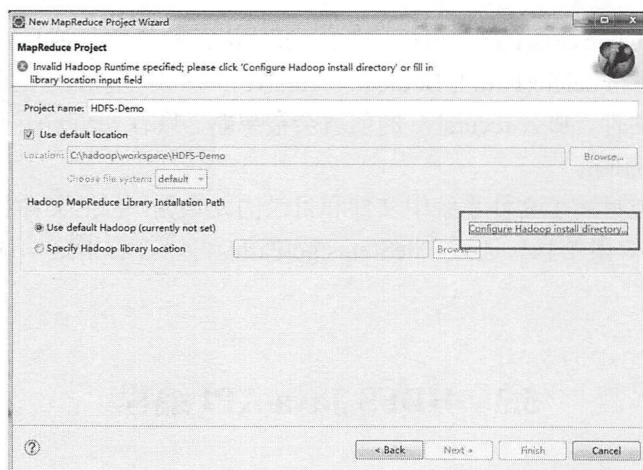 New MapReduce Project Wizard
MapReduce Project
Invalid Hadoop Runtime specified; please click 'Configure Hadoop install directory' or fill in
library location input field
Project name: HDFS-Demo
Use default location
Location: C:\hadoop\workspace\HDFS-Demo Browse...
Choose file system: default
Hadoop MapReduce Library Installation Path
Use default Hadoop (currently not set) Configure Hadoop install directory...
Specify Hadoop library location Browse...
< Back Next > Finish Cancel